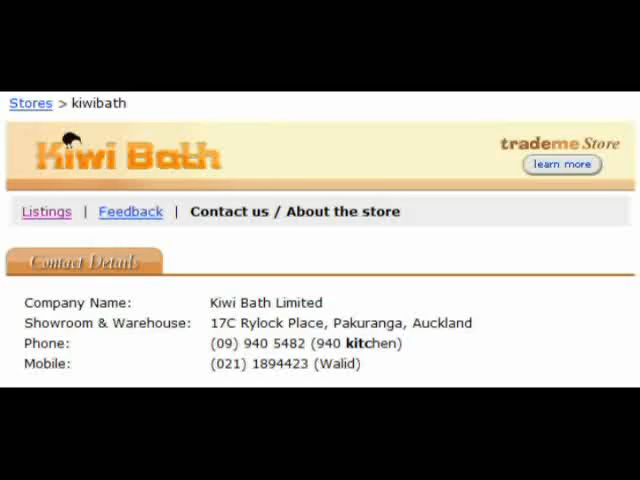 Stores > kiwibath
Kiwi Bath
trademe Store
learn more
Listings | Feedback | Contact us / About the store
Contact Details
Company Name: Kiwi Bath Limited
Showroom & Warehouse: 17C Rylock Place, Pakuranga, Auckland
Phone: (09) 940 5482 (940 kitchen)
Mobile: (021) 1894423 (Walid)